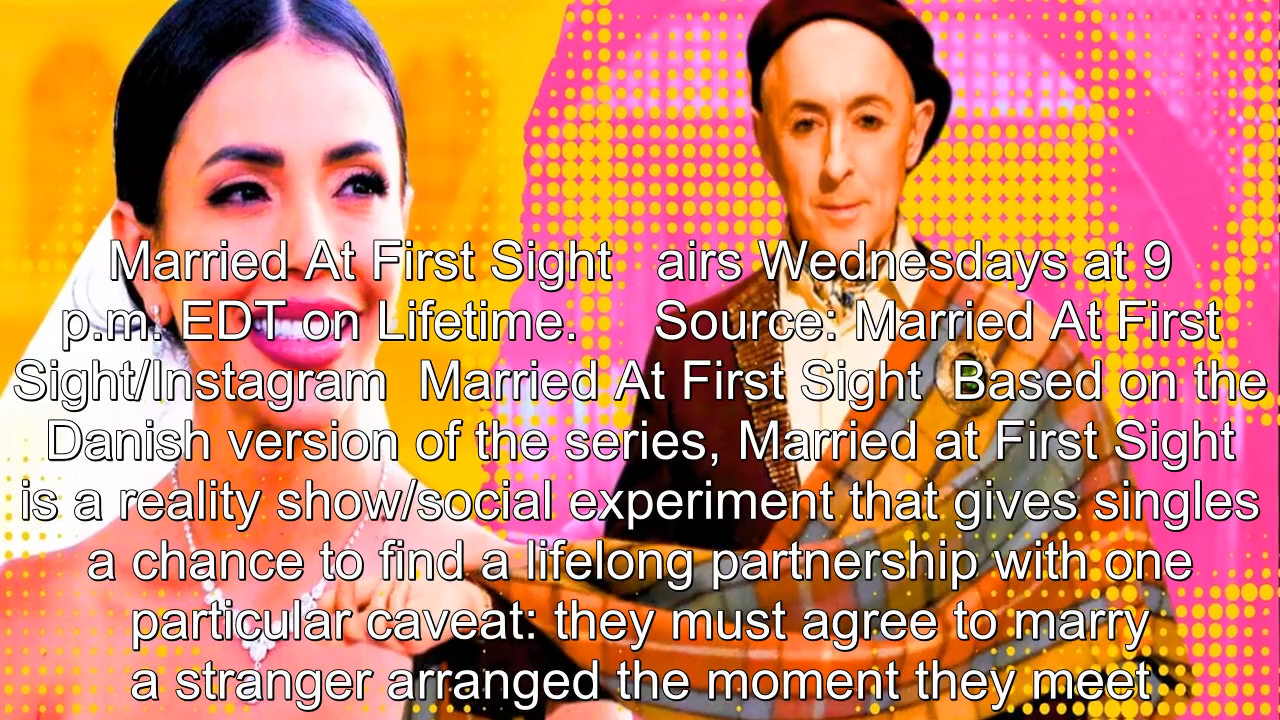 Married At First Sight   airs Wednesdays at 9
p.m. EDT on Lifetime.     Source: Married At First
Sight/Instagram  Married At First Sight  Based on the
Danish version of the series, Married at First Sight
is a reality show/social experiment that gives singles
a chance to find a lifelong partnership with one
particular caveat: they must agree to marry
a stranger arranged the moment they meet